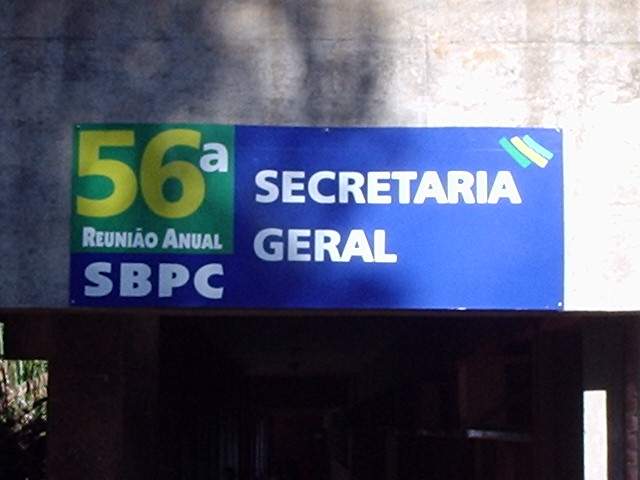 56ª
REUNIÃO ANUAL
SBPC
SECRETARIA
GERAL